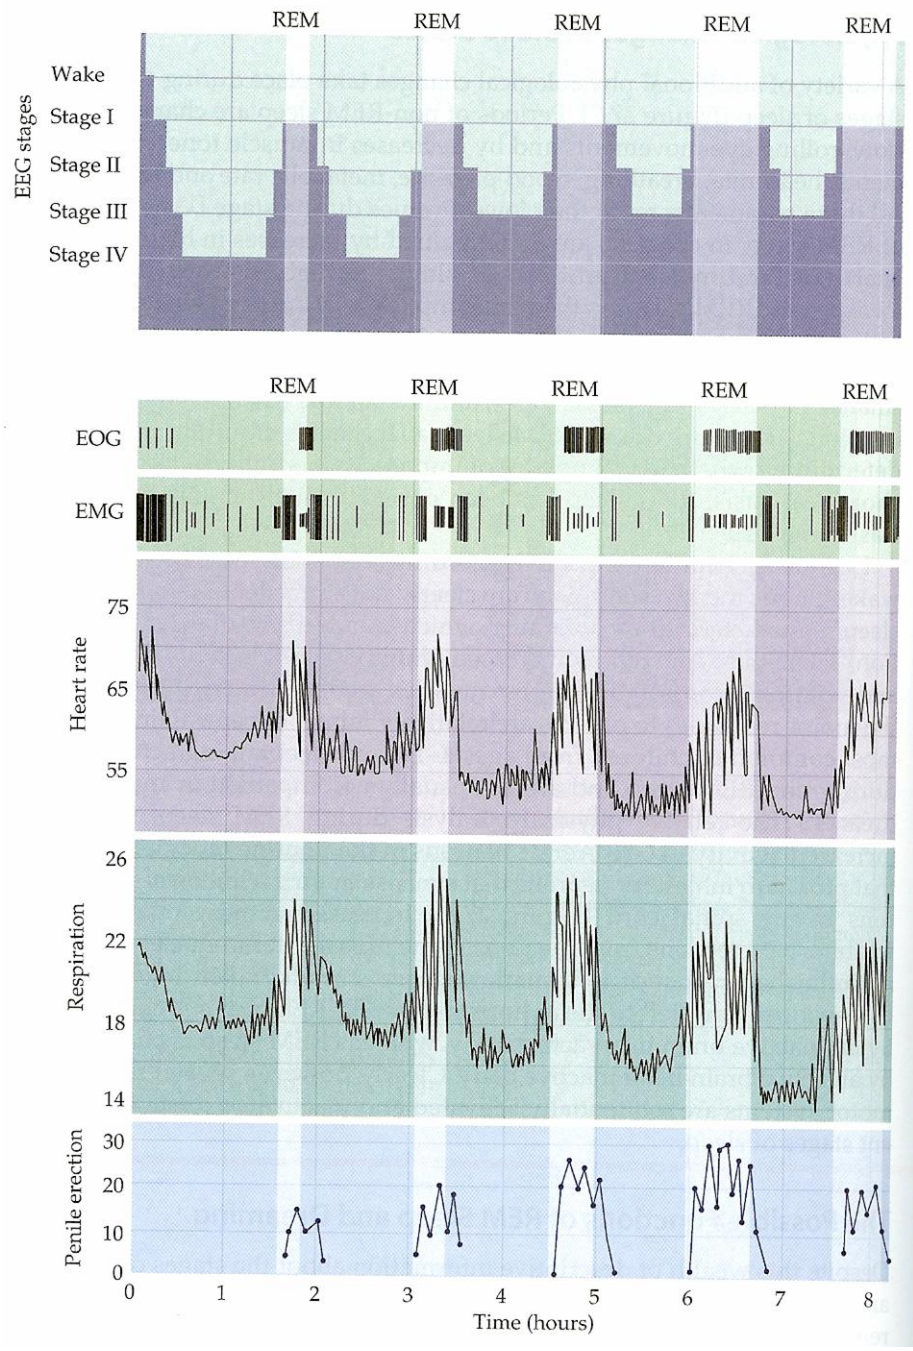 REM REM REM REM REM
EEG stages
Wake
Stage I
Stage II
Stage III
Stage IV
REM REM REM REM REM
EOG
EMG
Heart rate
75
65
55
Respiration
26
22
18
14
Penile erection
30
20
10
0
0 1 2 3 4 5 6 7 8
Time (hours)